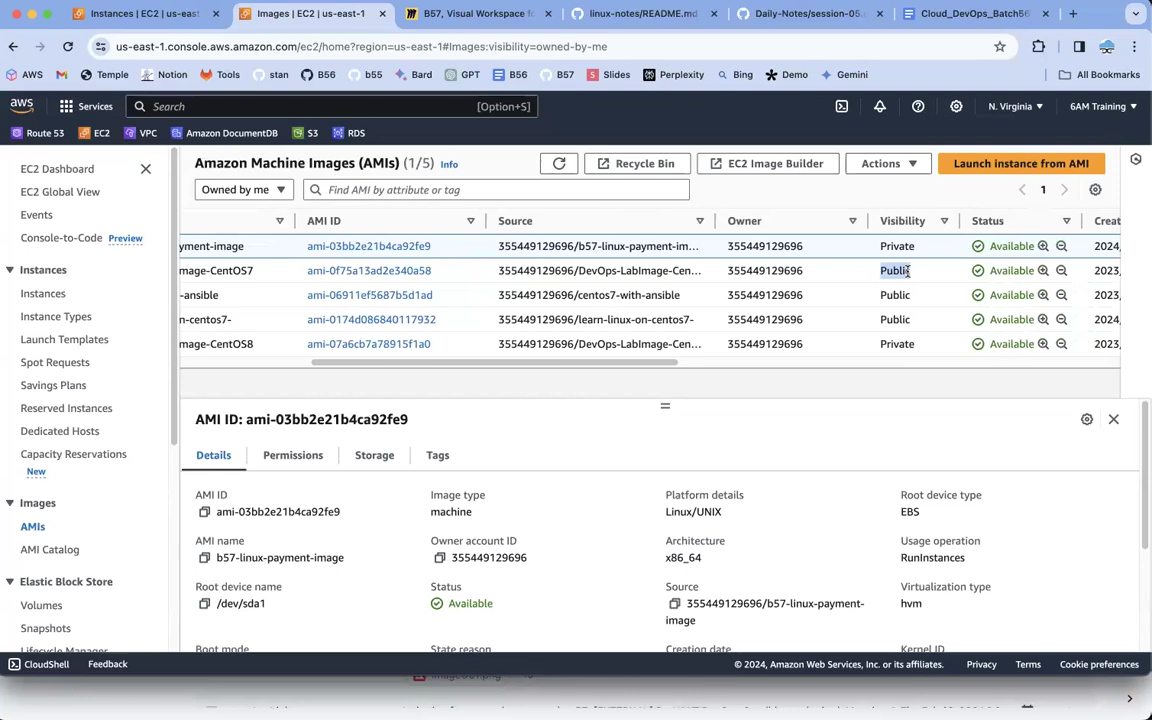 Instances | EC2 | us-east
Images | EC2 | us-east-1
B57, Visual Workspace f
linux-notes/README.md
Daily-Notes/session-05.
Cloud_DevOps_Batch56
us-east-1.console.aws.amazon.com/ec2/home?region=us-east-1#Images:visibility=owned-by-me
AWS
Temple
Notion
Tools
stan
B56
b55
Bard
GPT
B56
B57
Slides
Perplexity
Bing
Demo
Gemini
All Bookmarks
aws
Services
Search
[Option+S]
N. Virginia
6AM Training
Route 53
EC2
VPC
Amazon DocumentDB
S3
RDS
EC2 Dashboard
EC2 Global View
Events
Console-to-Code Preview
Instances
Instances
Instance Types
Launch Templates
Spot Requests
Savings Plans
Reserved Instances
Dedicated Hosts
Capacity Reservations
New
Images
AMIs
AMI Catalog
Elastic Block Store
Volumes
Snapshots
Lifecycle Manager
Amazon Machine Images (AMIs) (1/5) Info
Recycle Bin
EC2 Image Builder
Actions
Launch instance from AMI
Owned by me
Find AMI by attribute or tag
1
AMI ID Source Owner Visibility Status Creat
yment-image ami-03bb2e21b4ca92fe9 355449129696/b57-linux-payment-im... 355449129696 Private Available 2024,
mage-CentOS7 ami-0f75a13ad2e340a58 355449129696/DevOps-LabImage-Cen... 355449129696 Public Available 2023,
-ansible ami-06911ef5687b5d1ad 355449129696/centos7-with-ansible 355449129696 Public Available 2023,
n-centos7- ami-0174d086840117932 355449129696/learn-linux-on-centos7- 355449129696 Public Available 2023,
mage-CentOS8 ami-07a6cb7a78915f1a0 355449129696/DevOps-LabImage-Cen... 355449129696 Private Available 2023,
AMI ID: ami-03bb2e21b4ca92fe9
Details
Permissions
Storage
Tags
AMI ID Image type Platform details Root device type
ami-03bb2e21b4ca92fe9 machine Linux/UNIX EBS
AMI name Owner account ID Architecture Usage operation
b57-linux-payment-image 355449129696 x86_64 RunInstances
Root device name Status Source Virtualization type
/dev/sda1 Available 355449129696/b57-linux-payment- hvm
image
Boot mode State reason Creation date Kernel ID
CloudShell
Feedback
© 2024, Amazon Web Services, Inc. or its affiliates.
Privacy
Terms
Cookie preferences